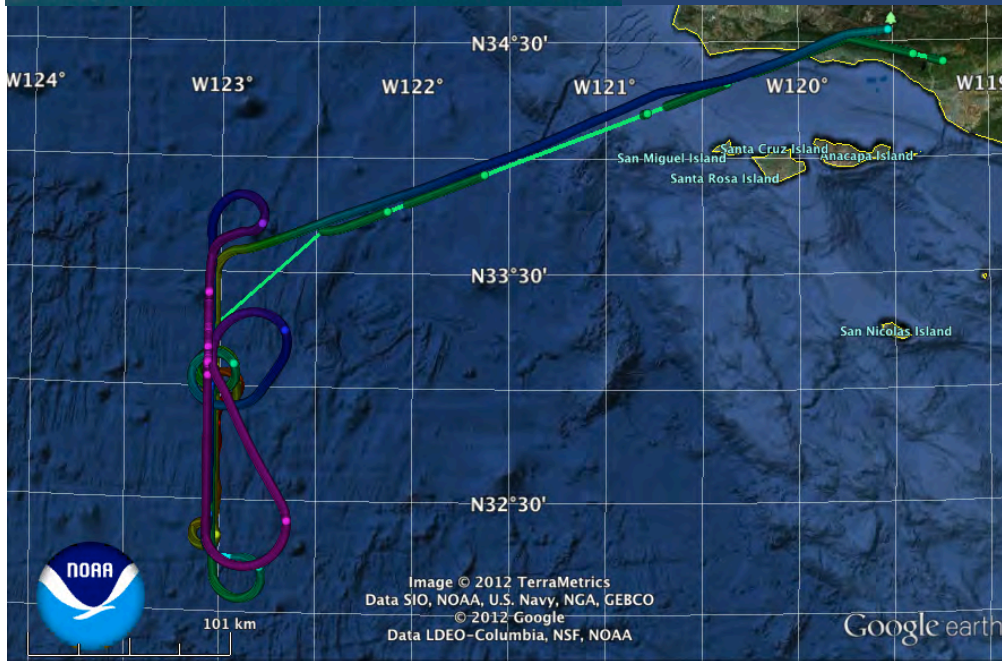 N34°30'
W124°
W123°
W122°
W121°
W120°
W119
Santa Cruz Island
San Miguel Island
Anacapa Island
Santa Rosa Island
N33°30'
San Nicolas Island
N32°30'
NOAA
Image © 2012 TerraMetrics
Data SIO, NOAA, U.S. Navy, NGA, GEBCO
© 2012 Google
Data LDEO-Columbia, NSF, NOAA
101 km
Google earth